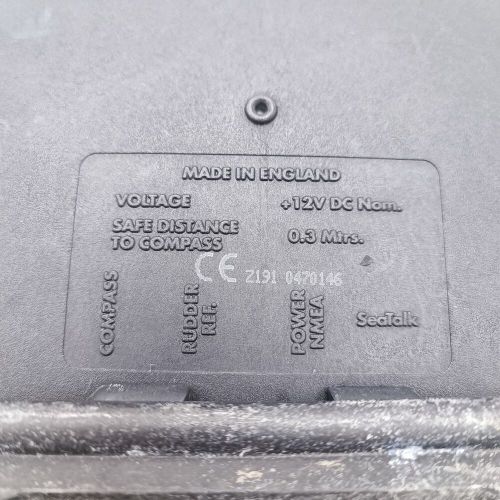 MADE IN ENGLAND
VOLTAGE +12V DC Nom.
SAFE DISTANCE
TO COMPASS 0.3 Mtrs.
CE Z191 0470146
COMPASS
RUDDER
REF.
POWER
NMEA
SeaTalk